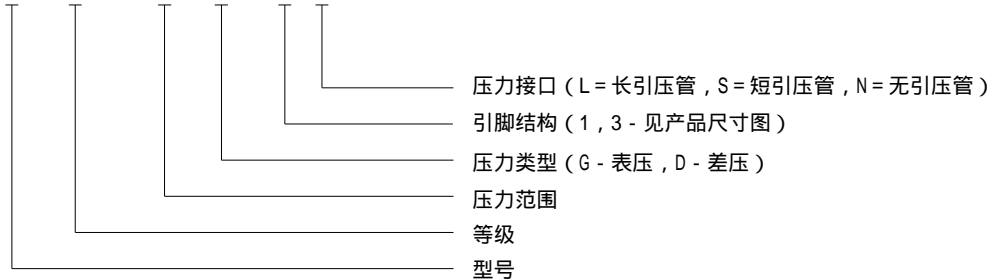 压力接口(L=长引压管,S=短引压管,N=无引压管)
引脚结构(1,3-见产品尺寸图)
压力类型(G-表压,D-差压)
压力范围
等级
型号